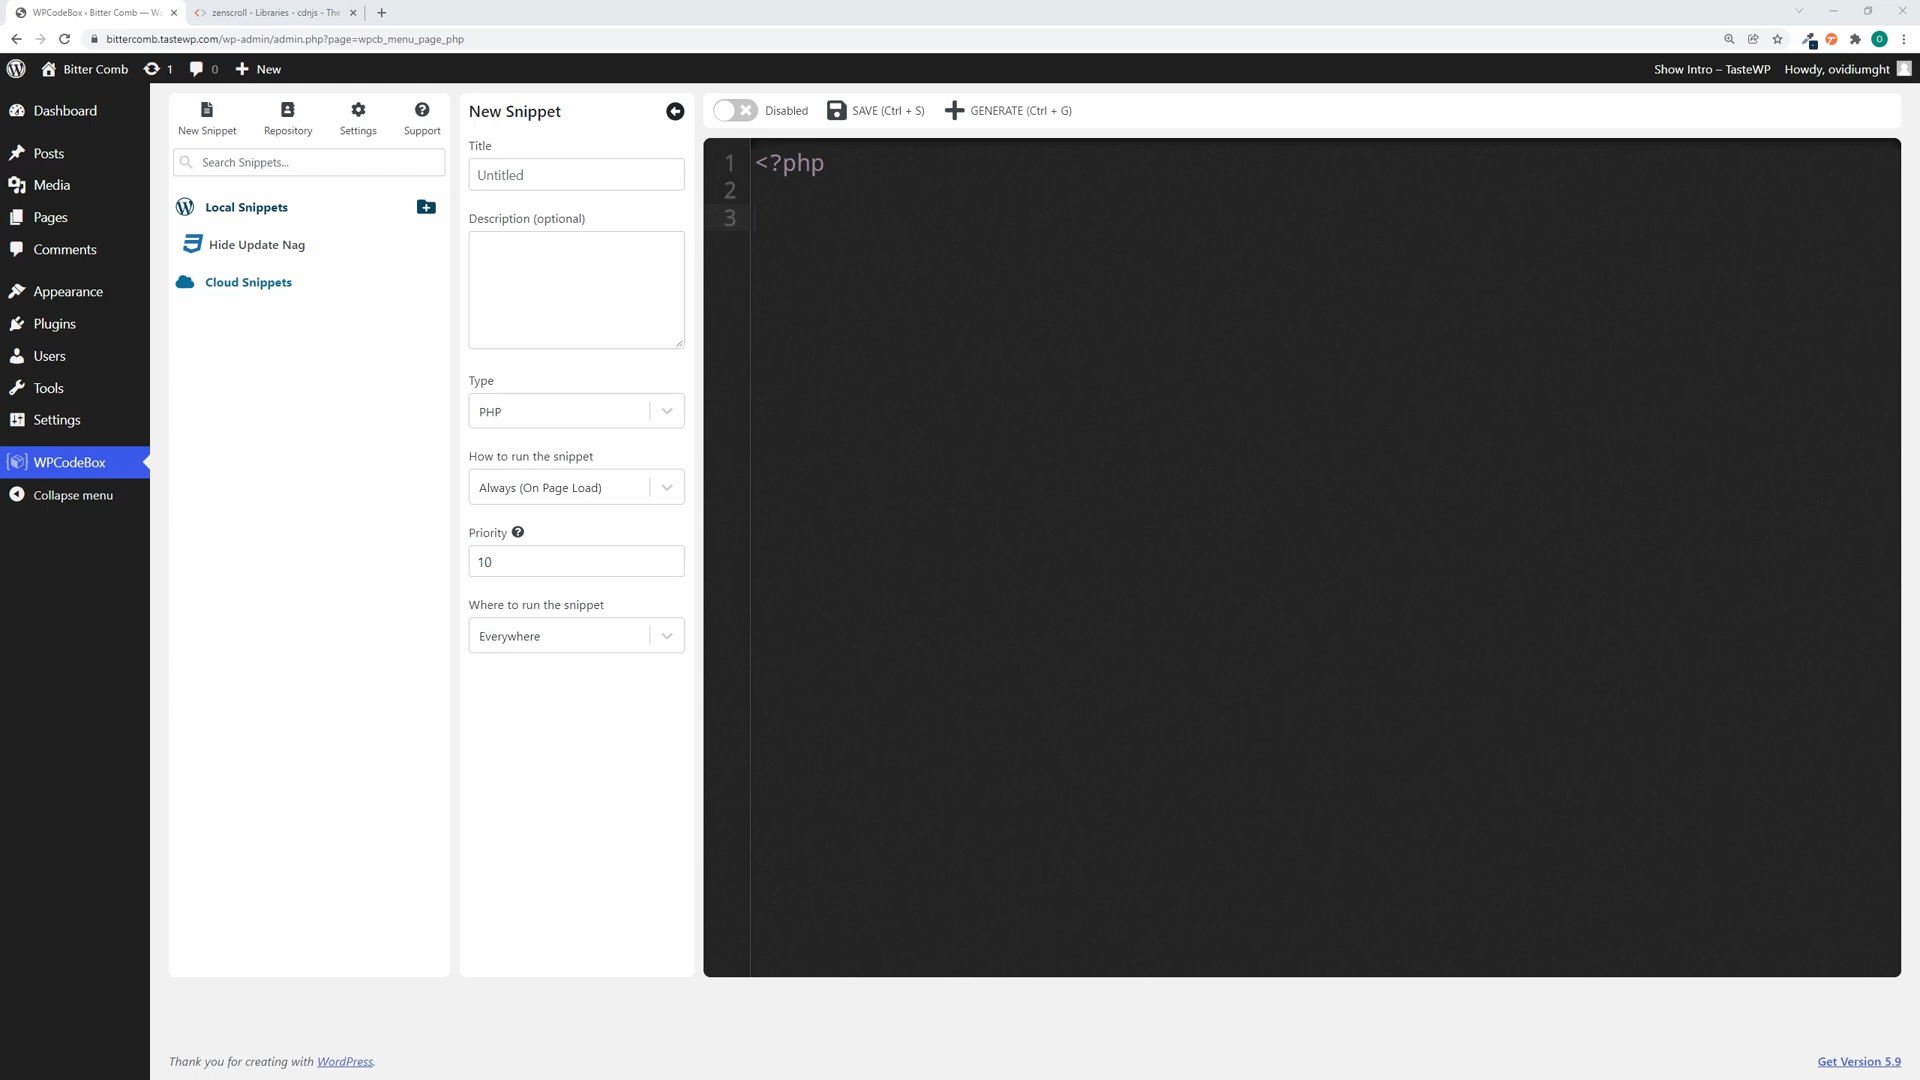 WPCodeBox ‹ Bitter Comb — Wo
zenscroll - Libraries - cdnjs - The
bittercomb.tastewp.com/wp-admin/admin.php?page=wpcb_menu_page_php
O
Bitter Comb
1
0
New
Show Intro – TasteWP
Howdy, ovidiumght
Dashboard
Posts
Media
Pages
Comments
Appearance
Plugins
Users
Tools
Settings
WPCodeBox
Collapse menu
New Snippet
Repository
Settings
Support
Search Snippets...
Local Snippets
Hide Update Nag
Cloud Snippets
New Snippet
Title
Untitled
Description (optional)
Type
PHP
How to run the snippet
Always (On Page Load)
Priority
10
Where to run the snippet
Everywhere
Disabled
SAVE (Ctrl + S)
GENERATE (Ctrl + G)
1 <?php
2
3
Thank you for creating with WordPress.
Get Version 5.9